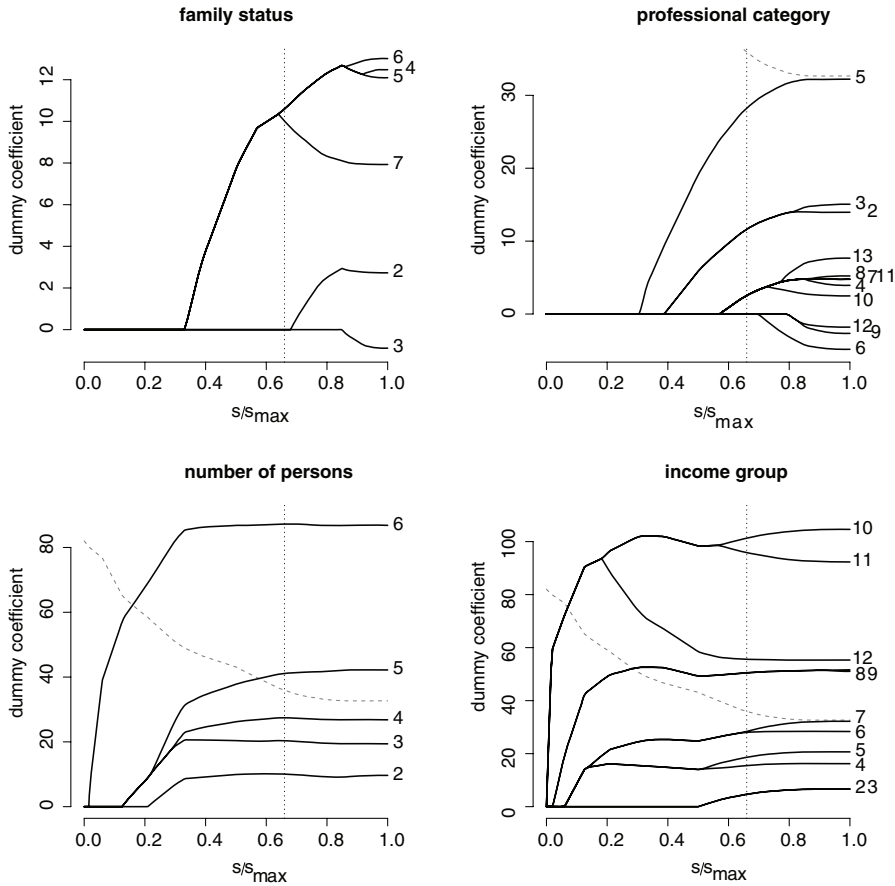 family status
dummy coefficient
12
10
8
6
4
2
0
6
4
5
7
2
3
0.0 0.2 0.4 0.6 0.8 1.0
s/smax
professional category
dummy coefficient
30
20
10
0
5
3 2
13
8 7 11
4
10
12 9
6
0.0 0.2 0.4 0.6 0.8 1.0
s/smax
number of persons
dummy coefficient
80
60
40
20
0
6
5
4
3
2
0.0 0.2 0.4 0.6 0.8 1.0
s/smax
income group
dummy coefficient
100
80
60
40
20
0
10
11
12
89
7
6
5
4
23
0.0 0.2 0.4 0.6 0.8 1.0
s/smax